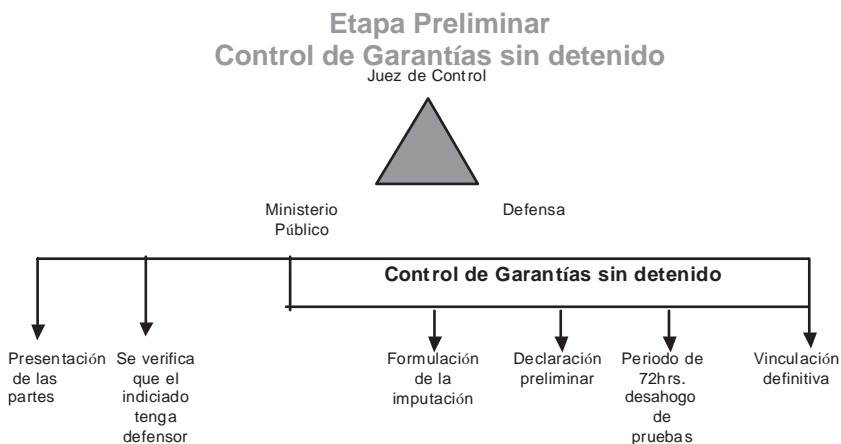 Etapa Preliminar
Control de Garantías sin detenido
Juez de Control
Ministerio
Público
Defensa
Control de Garantías sin detenido
Presentación
de las
partes
Se verifica
que el
indiciado
tenga
defensor
Formulación
de la
imputación
Declaración
preliminar
Periodo de
72hrs.
desahogo
de
pruebas
Vinculación
definitiva